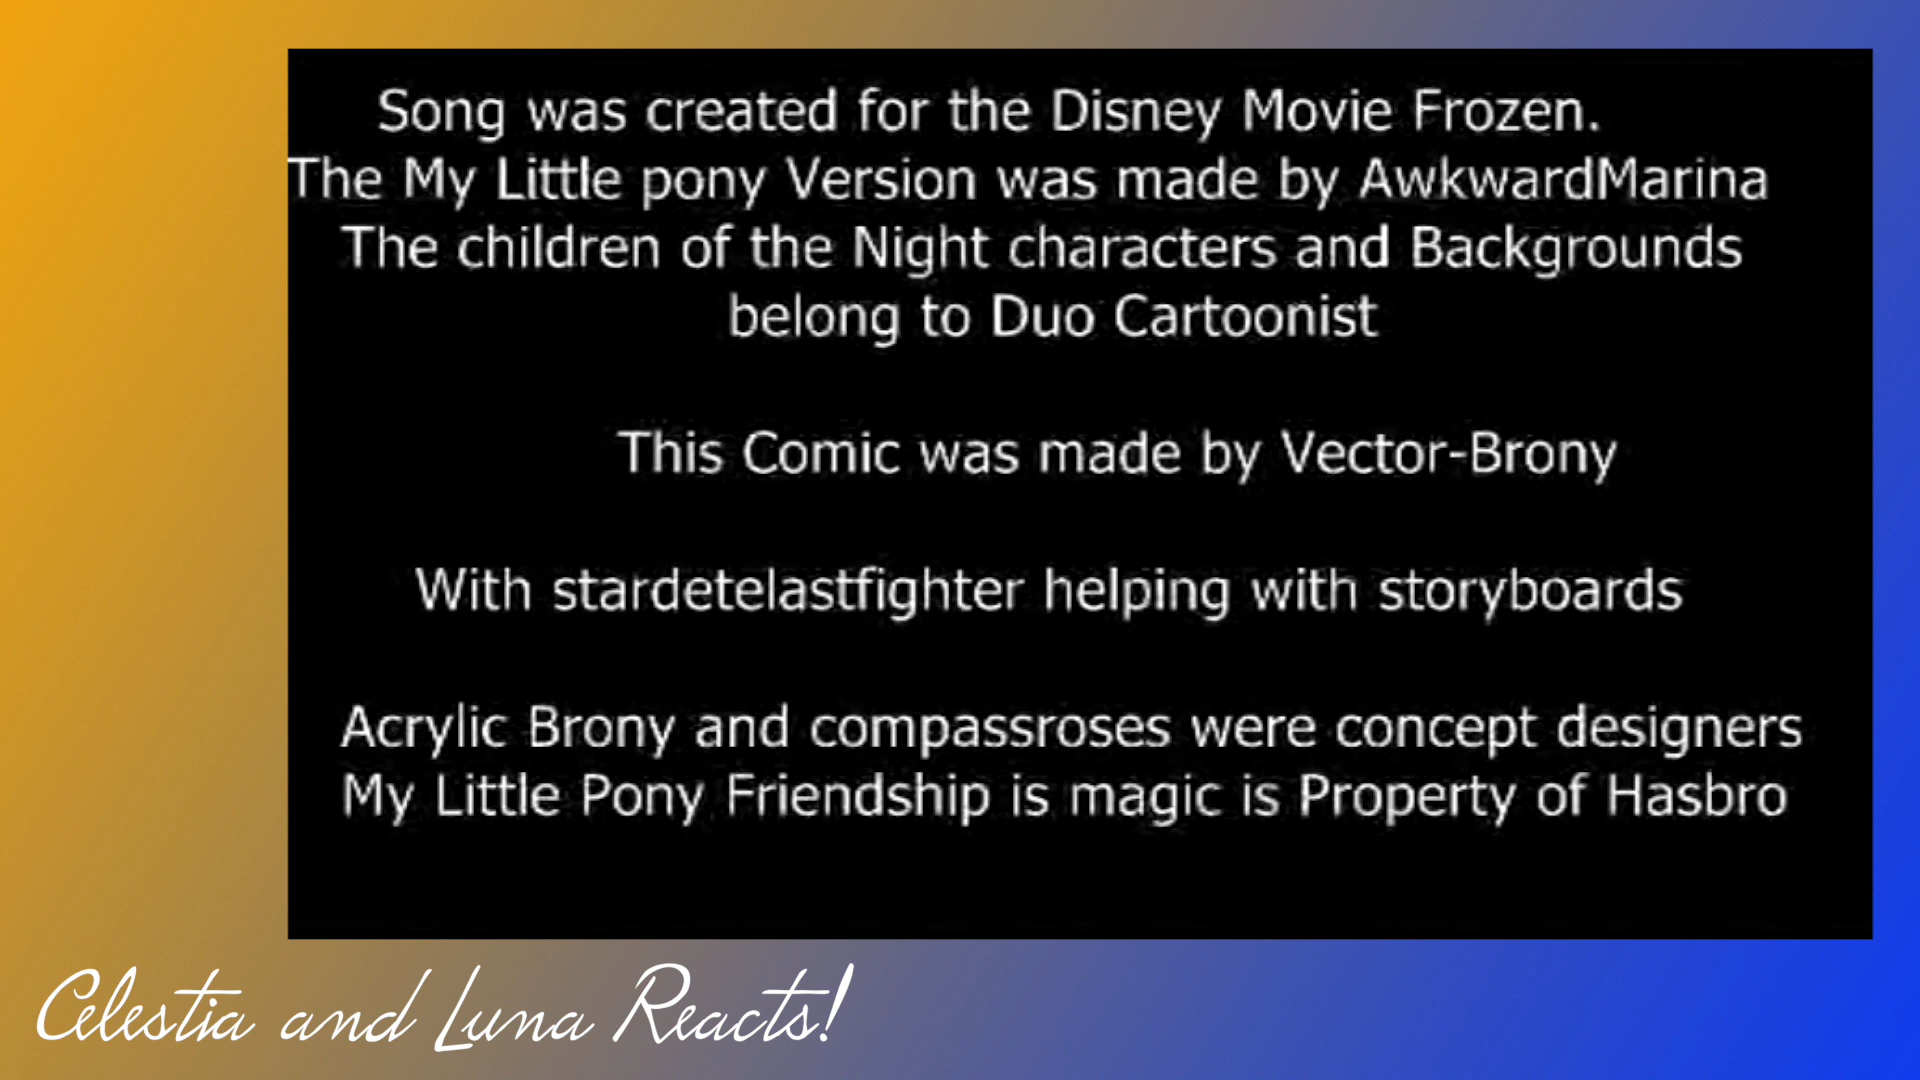 Song was created for the Disney Movie Frozen.
The My Little pony Version was made by AwkwardMarina
The children of the Night characters and Backgrounds
belong to Duo Cartoonist
This Comic was made by Vector-Brony
With stardetelastfighter helping with storyboards
Acrylic Brony and compassroses were concept designers
My Little Pony Friendship is magic is Property of Hasbro
Celestia and Luna Reacts!